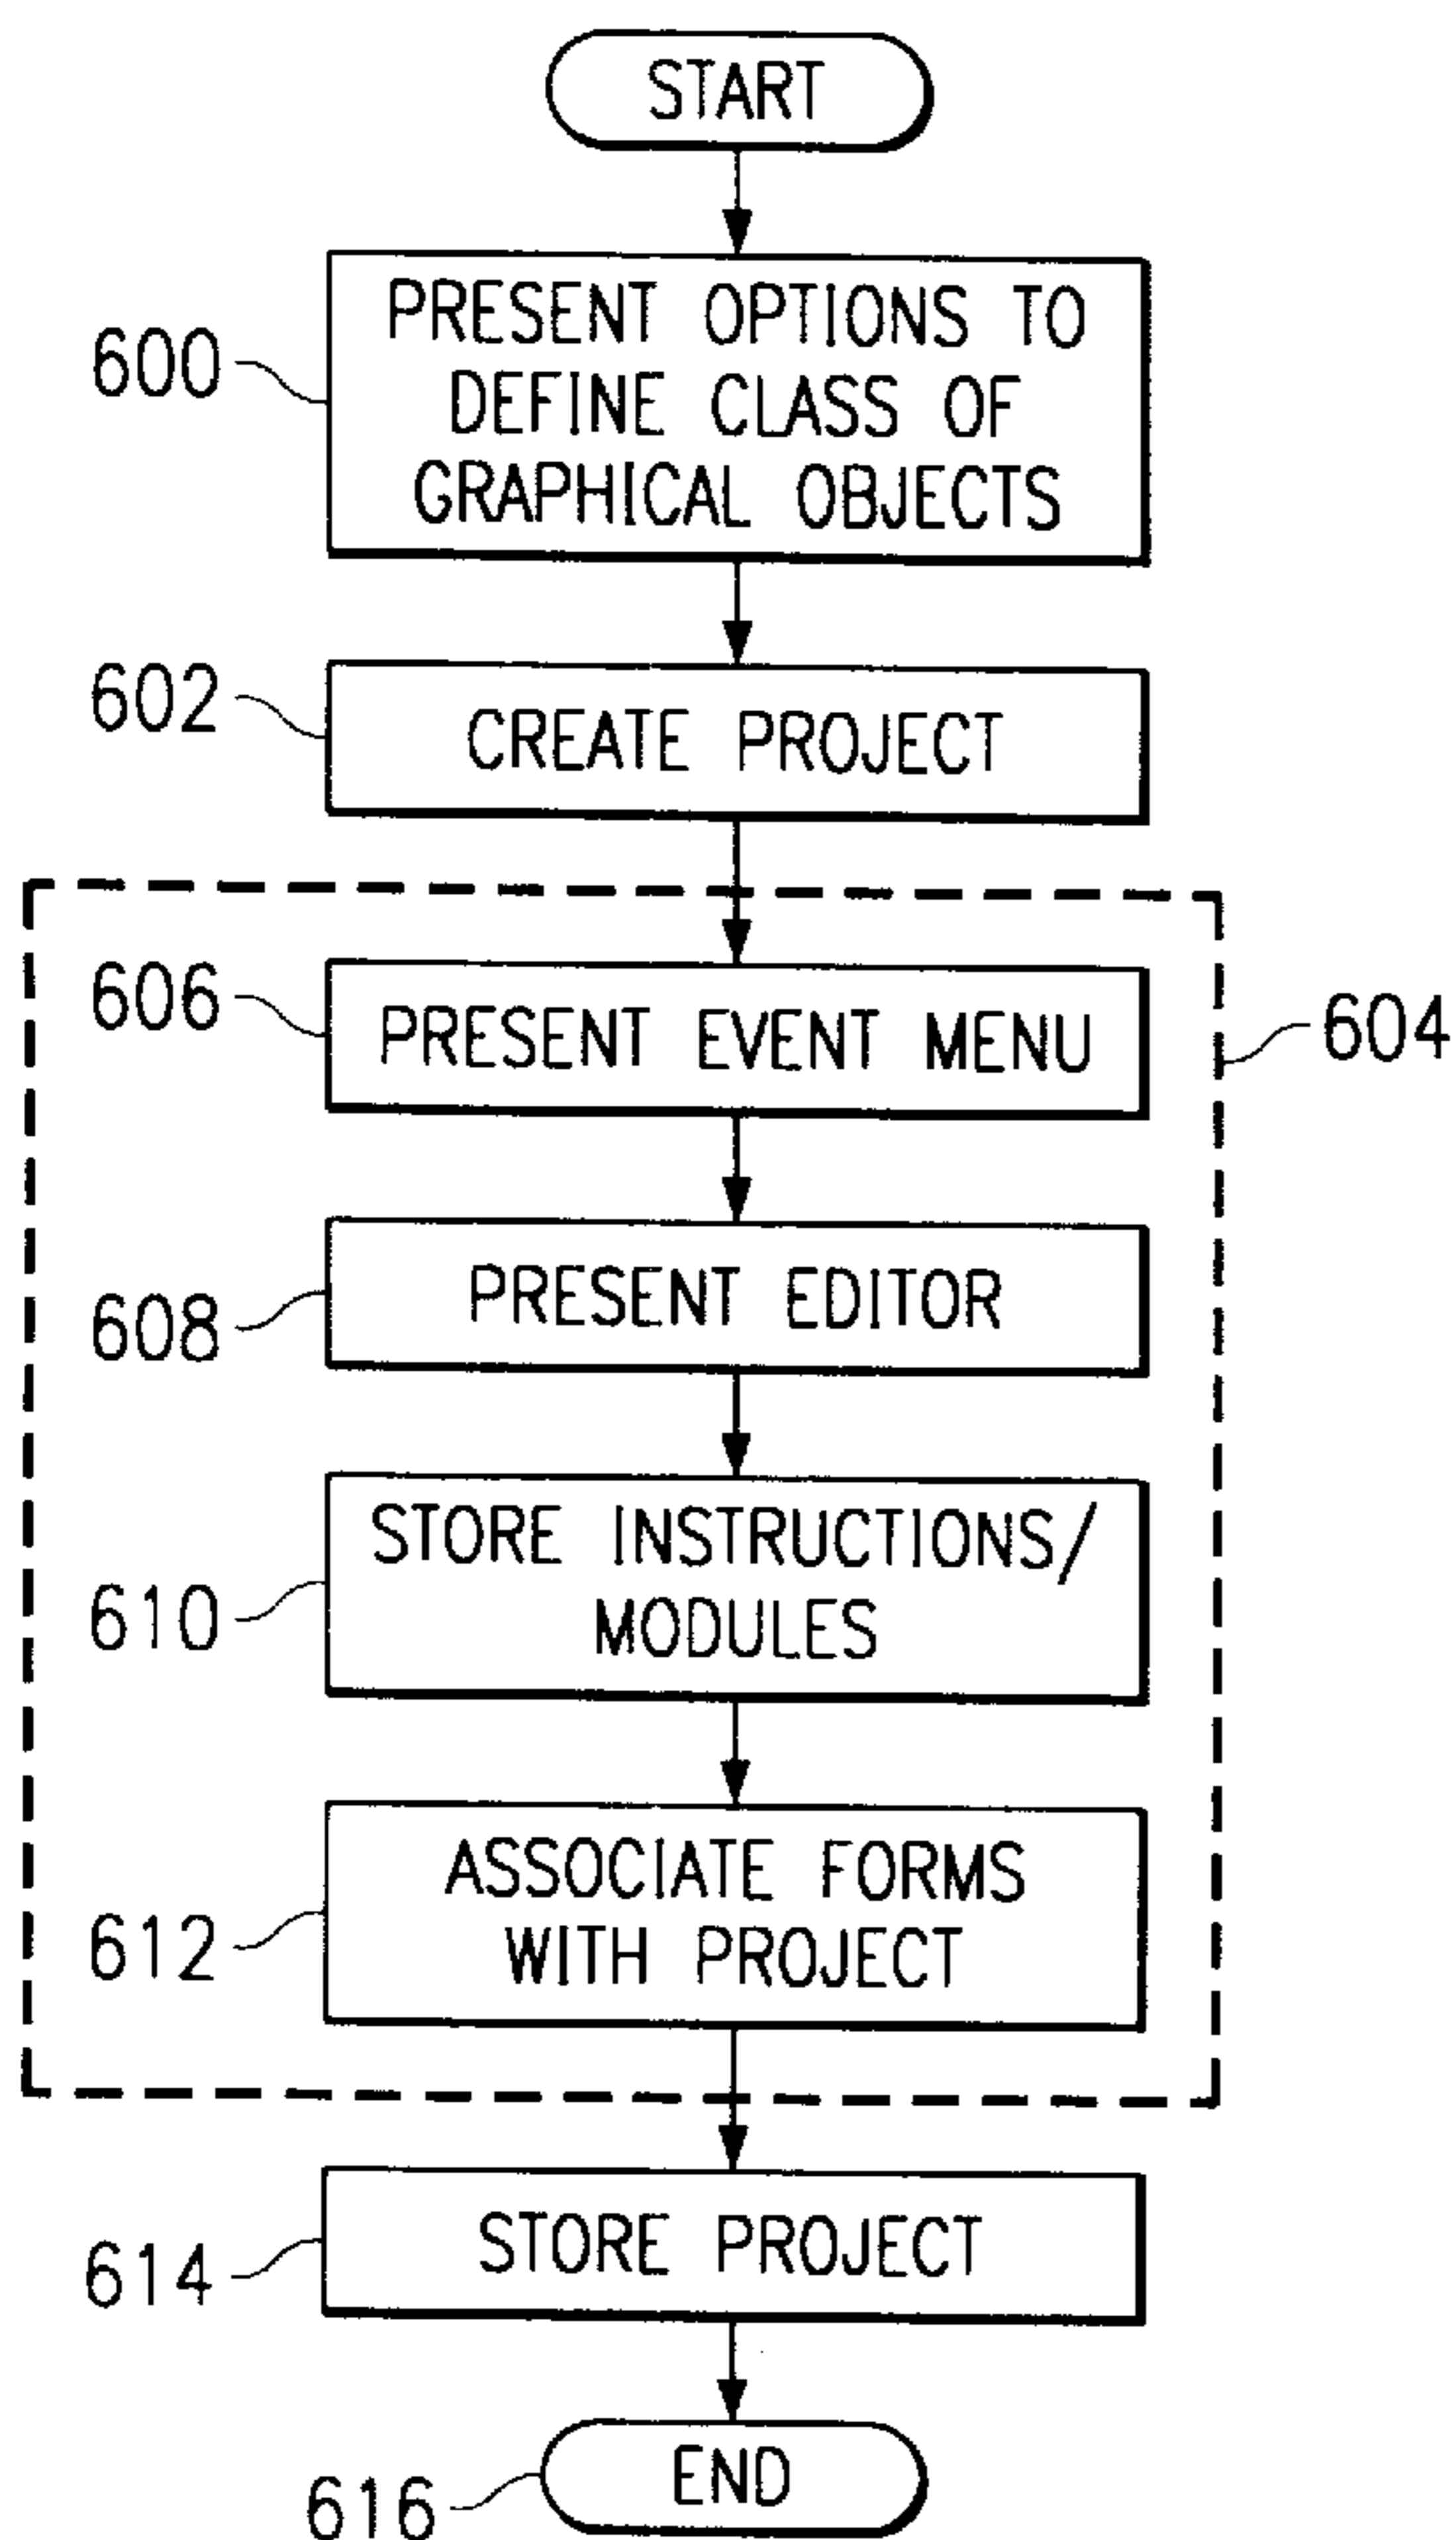 START
600
PRESENT OPTIONS TO
DEFINE CLASS OF
GRAPHICAL OBJECTS
602
CREATE PROJECT
604
606
PRESENT EVENT MENU
608
PRESENT EDITOR
610
STORE INSTRUCTIONS/
MODULES
612
ASSOCIATE FORMS
WITH PROJECT
614
STORE PROJECT
616
END